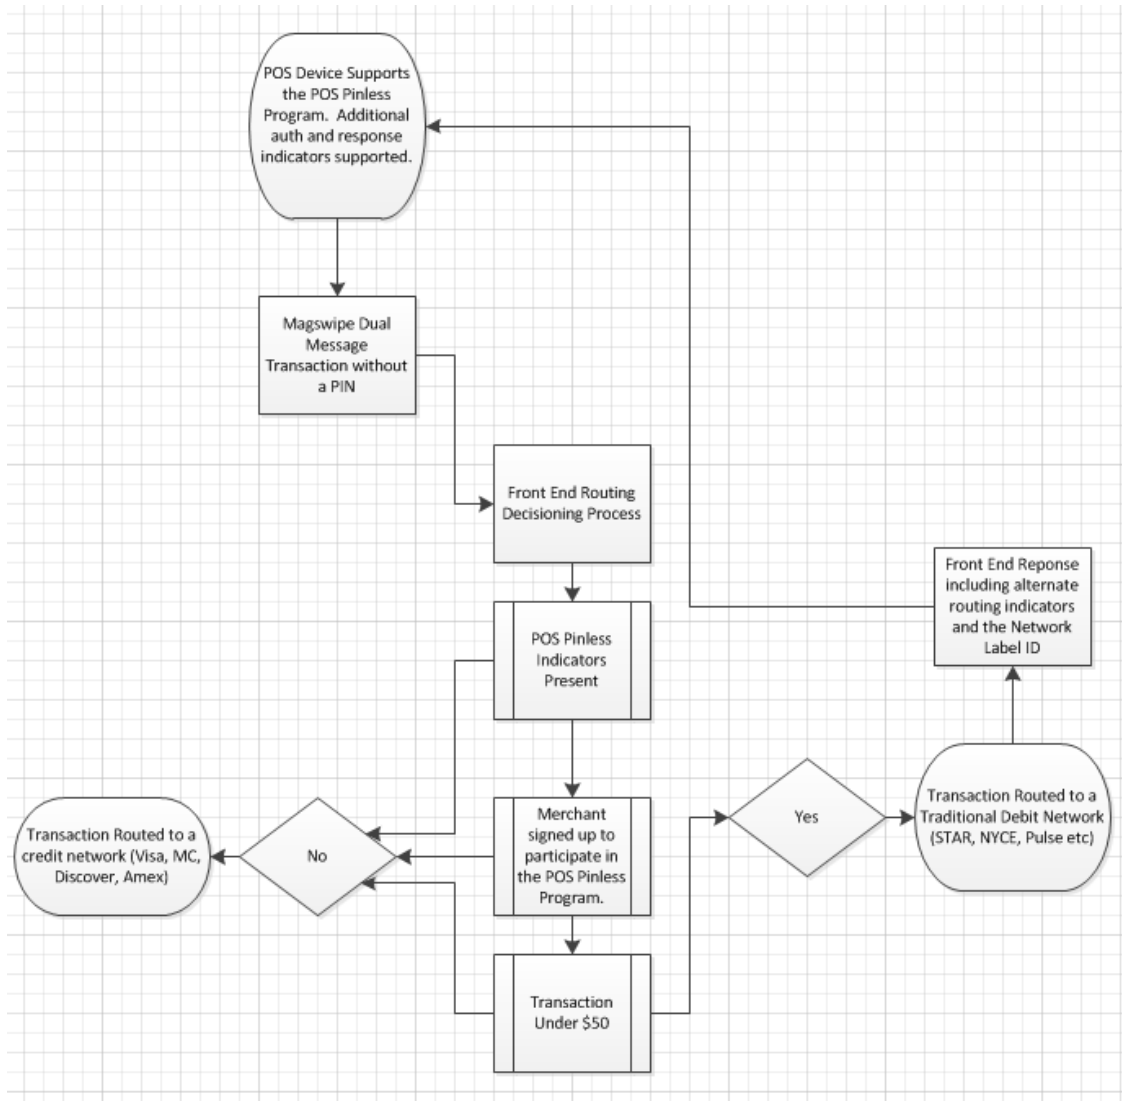 POS Device Supports
the POS Pinless
Program.  Additional
auth and response
indicators supported.
Magswipe Dual
Message
Transaction without
a PIN
Front End Routing
Decisioning Process
Front End Reponse
including alternate
routing indicators
and the Network
Label ID
POS Pinless
Indicators
Present
Transaction Routed to a
credit network (Visa, MC,
Discover, Amex)
No
Merchant
signed up to
participate in
the POS Pinless
Program.
Yes
Transaction Routed to a
Traditional Debit Network
(STAR, NYCE, Pulse etc)
Transaction
Under $50